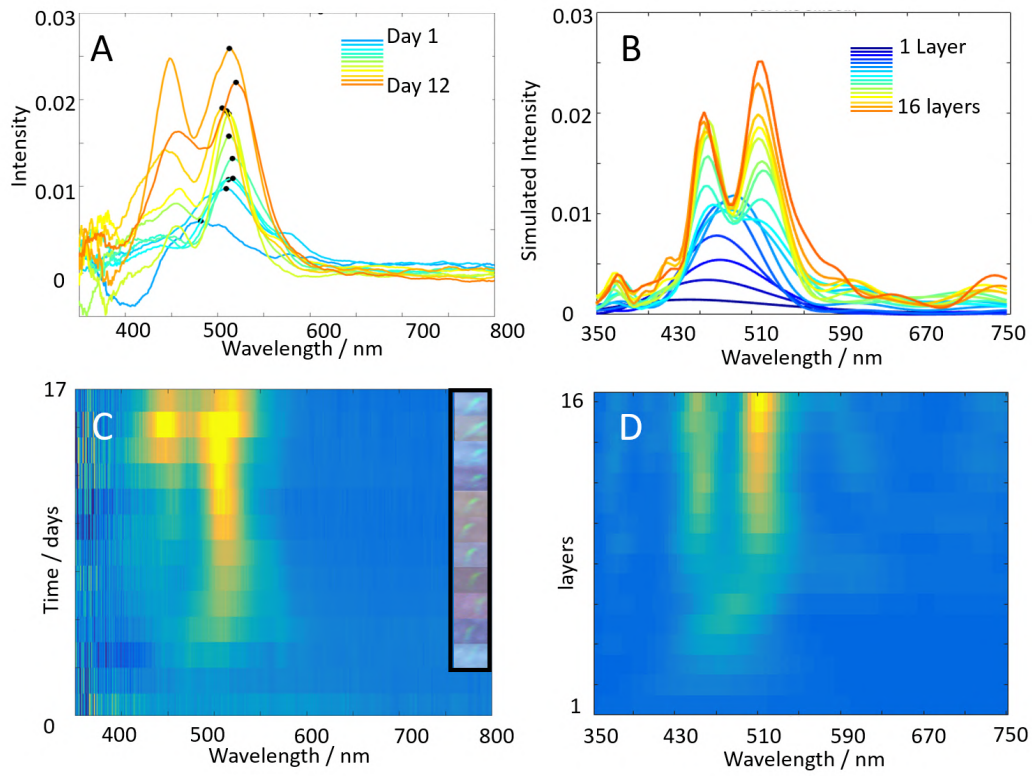 0.03
0.02
0.01
0
Intensity
A
Day 1
Day 12
400
500
600
700
800
Wavelength / nm
0.03
0.02
0.01
0
Simulated Intensity
B
1 Layer
16 layers
350
430
510
590
670
750
Wavelength / nm
17
0
Time / days
C
400
500
600
700
800
Wavelength / nm
16
1
layers
D
350
430
510
590
670
750
Wavelength / nm